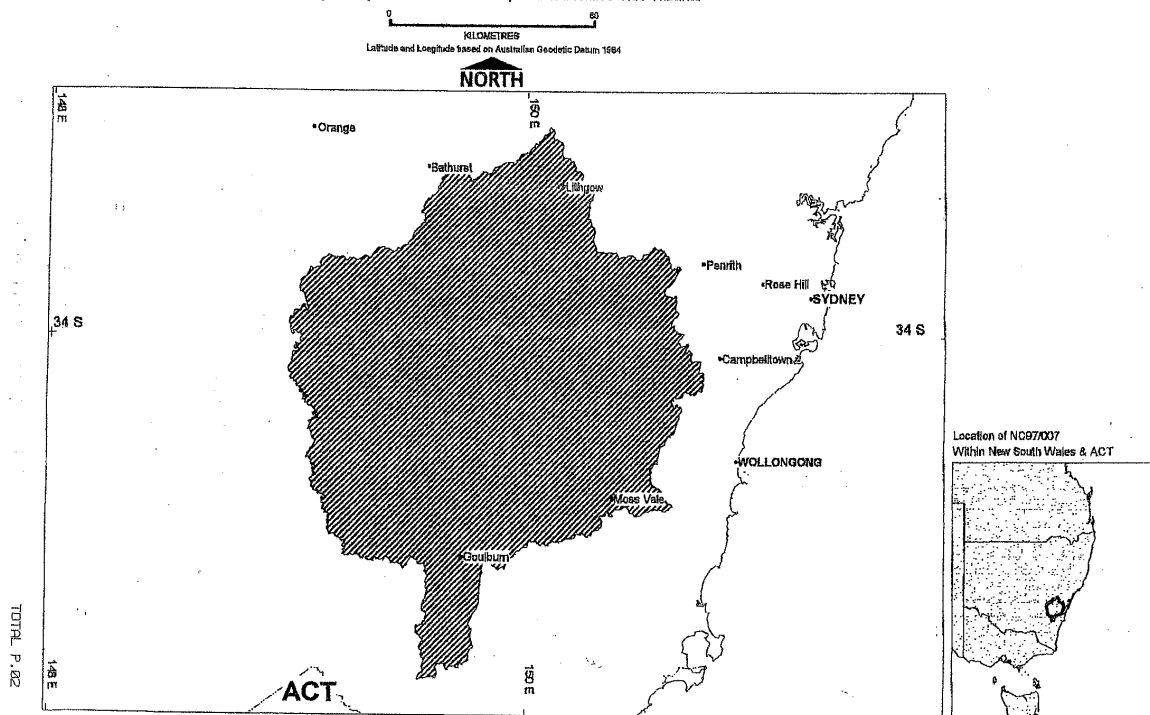 0 60
KILOMETRES
Latitude and Longitude based on Australian Geodetic Datum 1984
NORTH
148 E
150 E
Orange
Bathurst
Lithgow
Penrith
Rose Hill
SYDNEY
34 S
34 S
Campbelltown
Location of NC97/007
Within New South Wales & ACT
WOLLONGONG
Moss Vale
Goulburn
TOTAL P.02
148 E
ACT
150 E